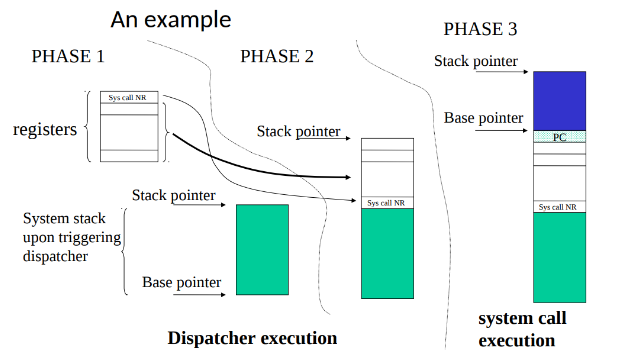 An example
PHASE 1
PHASE 2
PHASE 3
Sys call NR
registers
Stack pointer
System stack
upon triggering
dispatcher
Base pointer
Stack pointer
Sys call NR
Stack pointer
Base pointer
PC
Sys call NR
Dispatcher execution
system call
execution